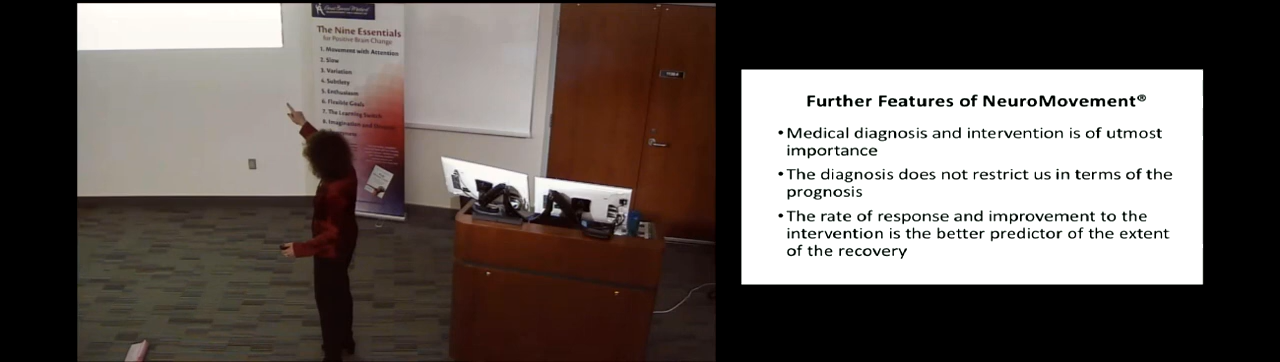 The Nine Essentials
for Positive Brain Change
1. Movement with Attention
2. Slow
3. Variation
4. Subtlety
5. Enthusiasm
6. Flexible Goals
7. The Learning Switch
8. Imagination and
Further Features of NeuroMovement®
•Medical diagnosis and intervention is of utmost
importance
•The diagnosis does not restrict us in terms of the
prognosis
•The rate of response and improvement to the
intervention is the better predictor of the extent
of the recovery